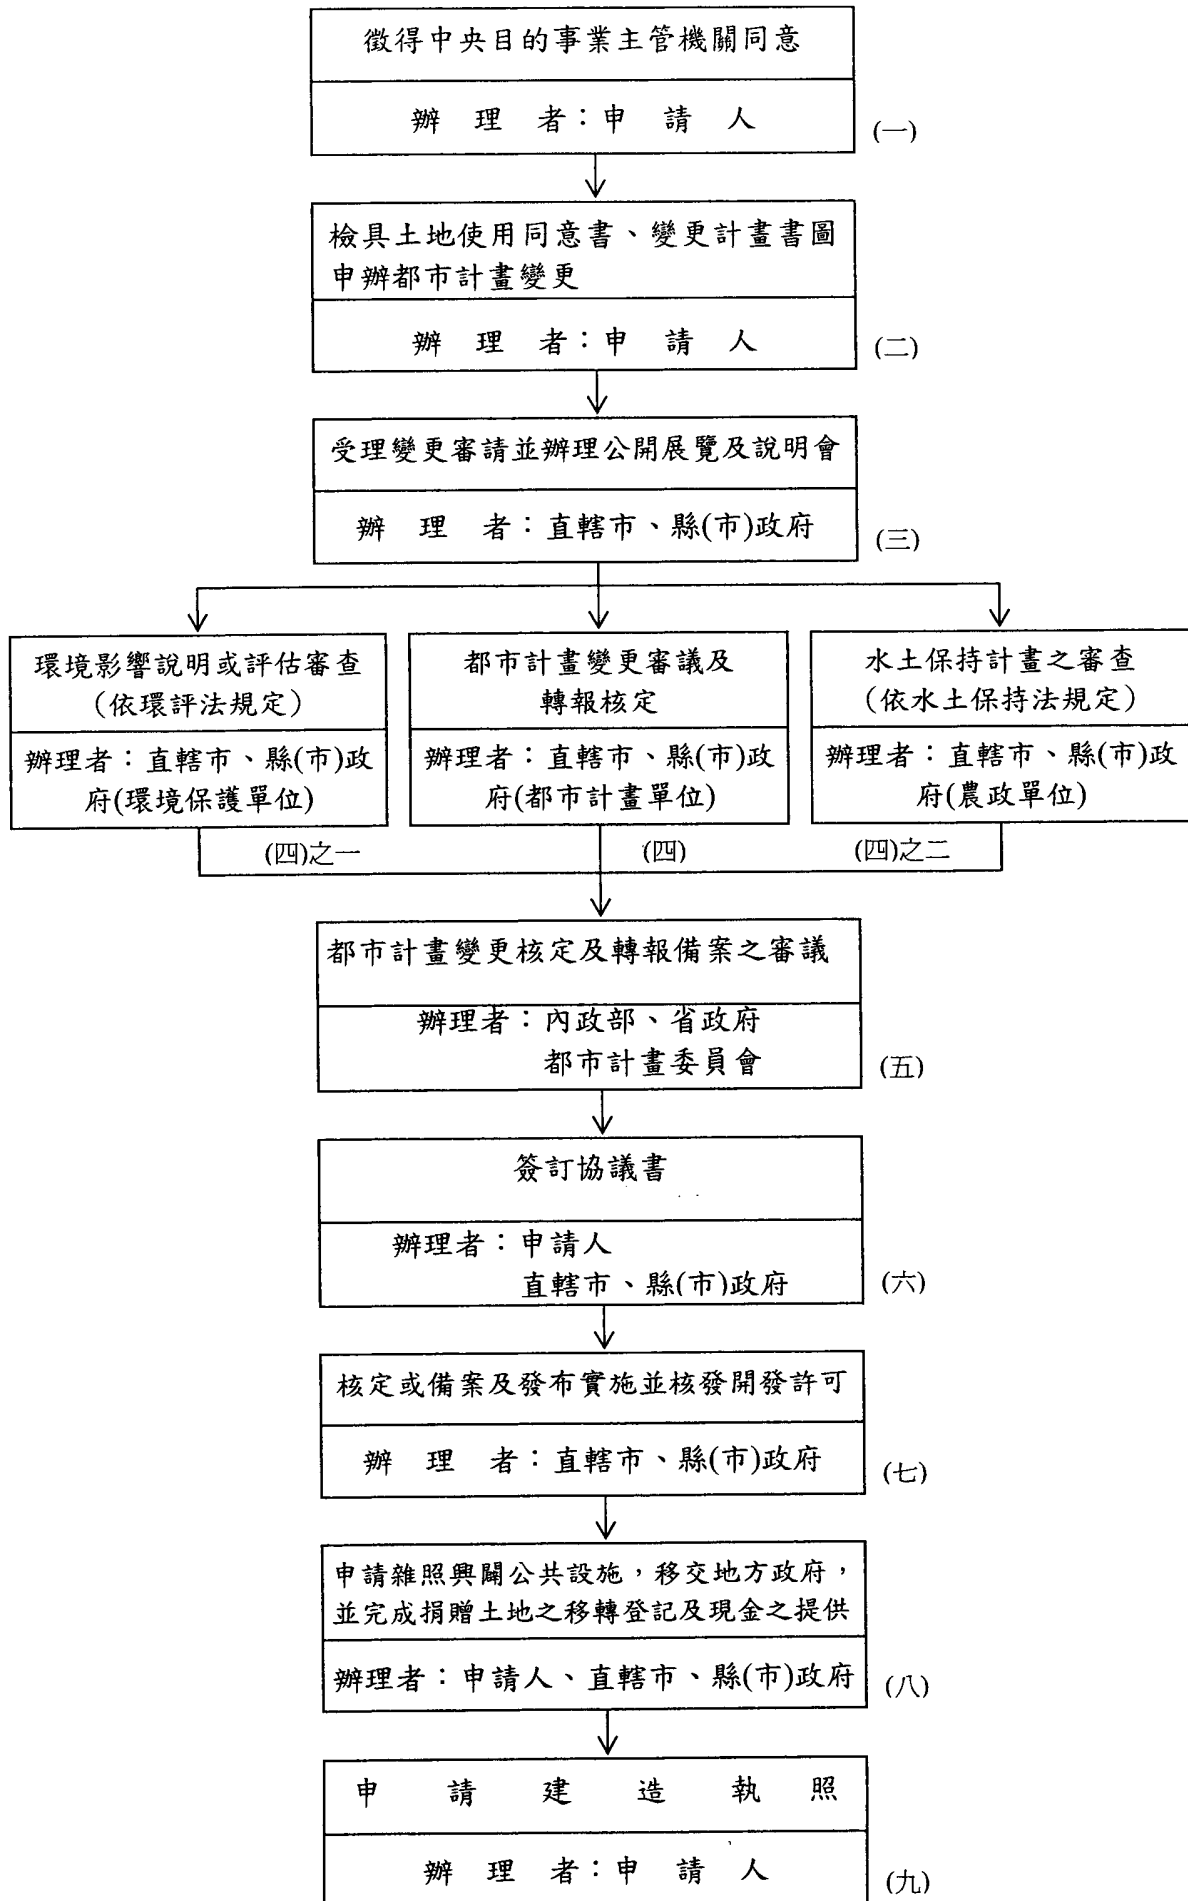 徵得中央目的事業主管機關同意
辦理者：申請人
(一)
檢具土地使用同意書、變更計畫書圖
申辦都市計畫變更
辦理者：申請人
(二)
受理變更審請並辦理公開展覽及說明會
辦理者：直轄市、縣(市)政府
(三)
環境影響說明或評估審查
(依環評法規定)
辦理者：直轄市、縣(市)政
府(環境保護單位)
(四)之一
都市計畫變更審議及
轉報核定
辦理者：直轄市、縣(市)政
府(都市計畫單位)
(四)
水土保持計畫之審查
(依水土保持法規定)
辦理者：直轄市、縣(市)政
府(農政單位)
(四)之二
都市計畫變更核定及轉報備案之審議
辦理者：內政部、省政府
都市計畫委員會
(五)
簽訂協議書
辦理者：申請人
直轄市、縣(市)政府
(六)
核定或備案及發布實施並核發開發許可
辦理者：直轄市、縣(市)政府
(七)
申請雜照興闢公共設施，移交地方政府，
並完成捐贈土地之移轉登記及現金之提供
辦理者：申請人、直轄市、縣(市)政府
(八)
申請建造執照
辦理者：申請人
(九)